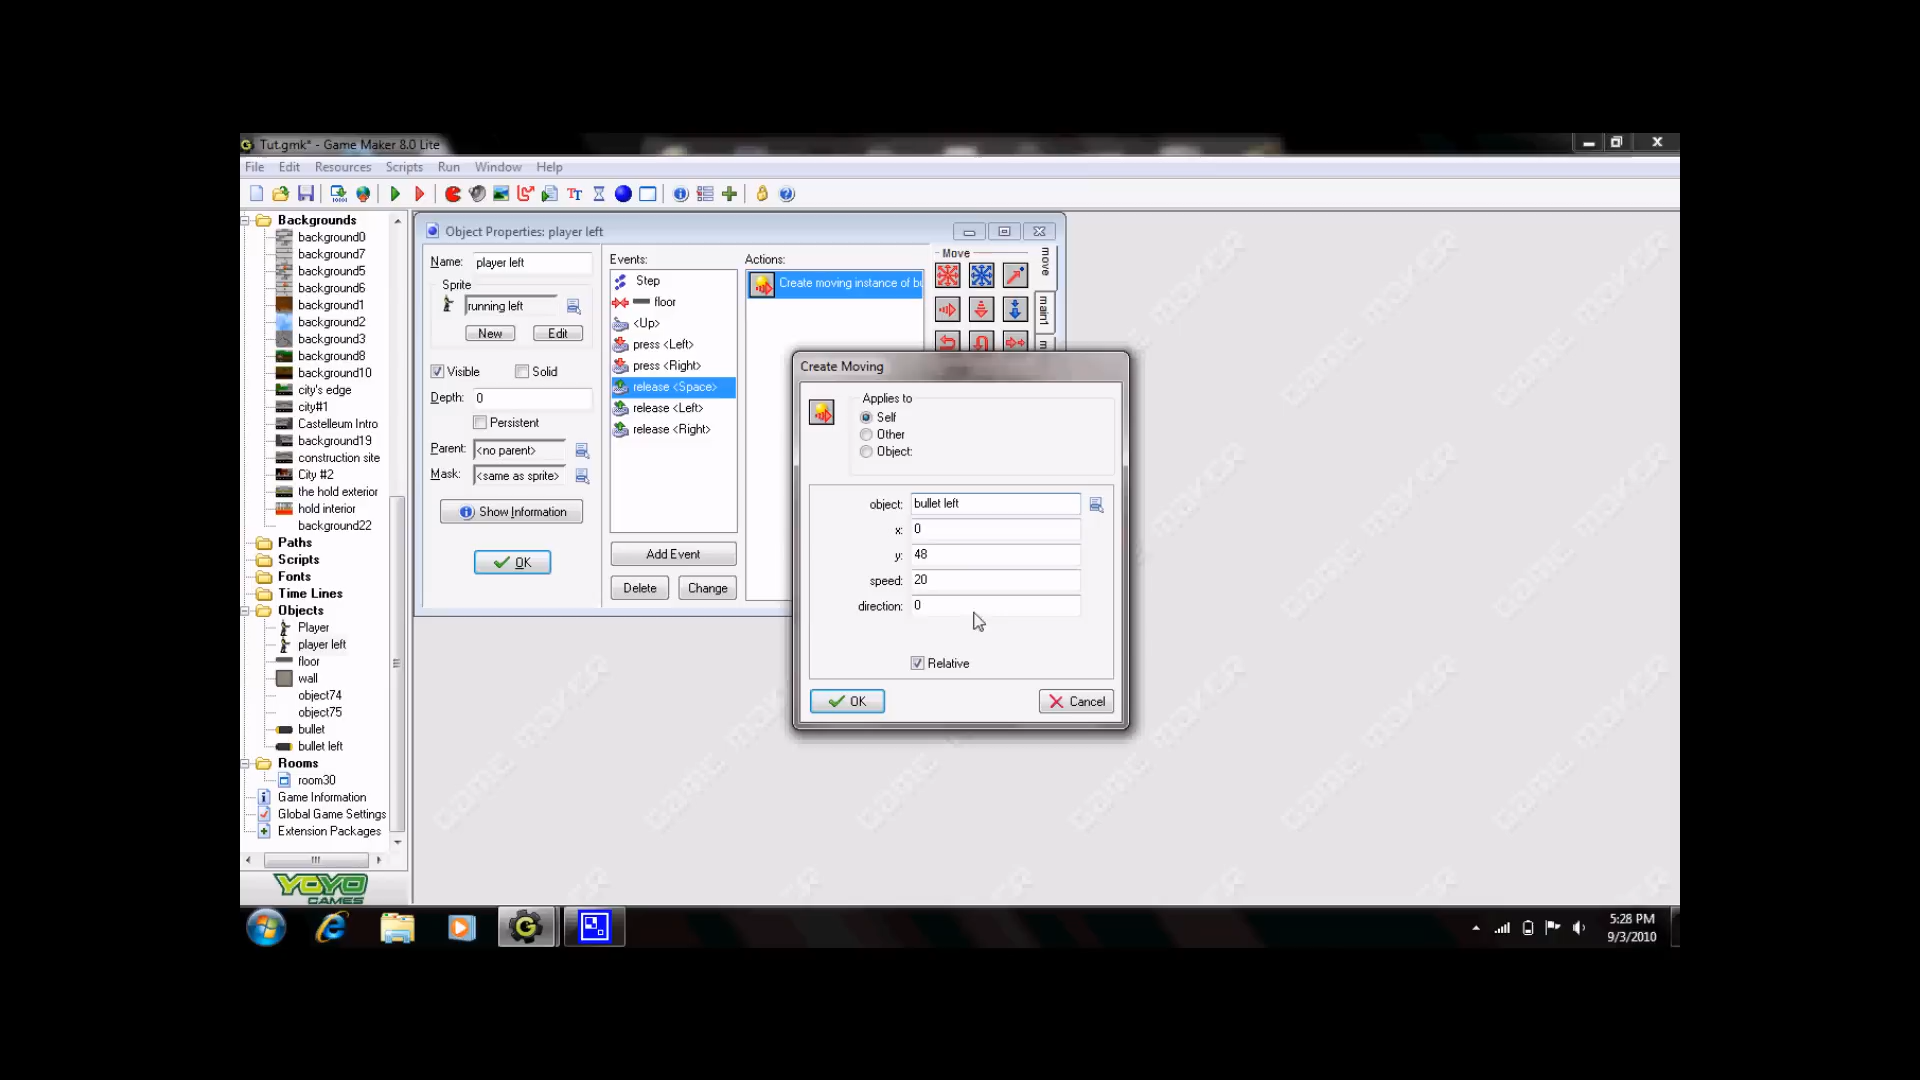 Tut.gmk* - Game Maker 8.0 Lite
File Edit Resources Scripts Run Window Help
Backgrounds
background0
background7
background5
background6
background1
background2
background3
background8
background10
city's edge
city#1
Castelleum Intro
background19
construction site
City #2
the hold exterior
hold interior
background22
Paths
Scripts
Fonts
Time Lines
Objects
Player
player left
floor
wall
object74
object75
bullet
bullet left
Rooms
room30
Game Information
Global Game Settings
Extension Packages
YOYO
GAMES
Object Properties: player left
Name: player left
Sprite
running left
New Edit
Visible Solid
Depth: 0
Persistent
Parent: <no parent>
Mask: <same as sprite>
Show Information
OK
Events:
Step
floor
<Up>
press <Left>
press <Right>
release <Space>
release <Left>
release <Right>
Add Event
Delete Change
Actions:
Create moving instance of bu
Move
move
main1
Create Moving
Applies to
Self
Other
Object:
object: bullet left
x: 0
y: 48
speed: 20
direction: 0
Relative
OK Cancel
5:28 PM
9/3/2010